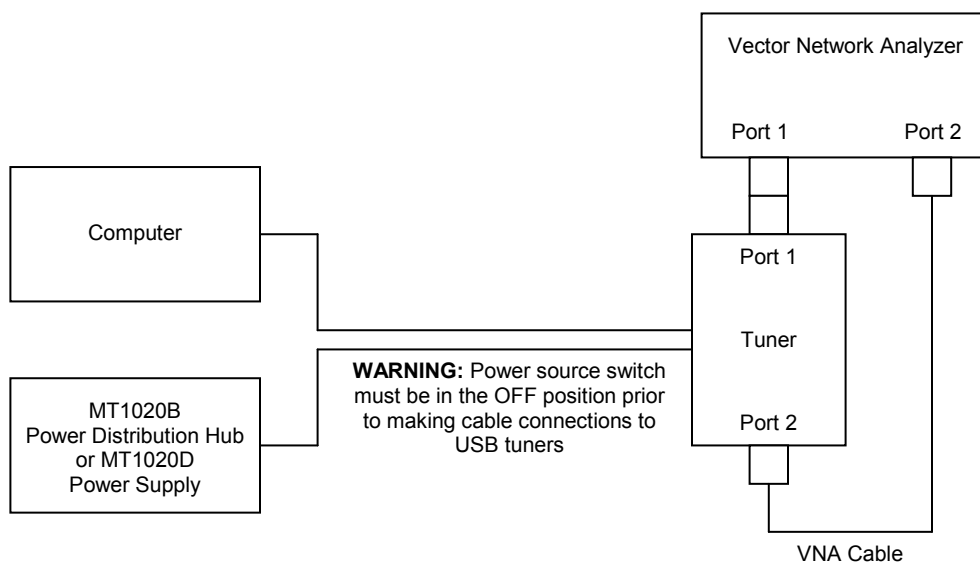 Vector Network Analyzer
Port 1
Port 2
Computer
Port 1
Tuner
WARNING: Power source switch
must be in the OFF position prior
to making cable connections to
USB tuners
Port 2
MT1020B
Power Distribution Hub
or MT1020D
Power Supply
VNA Cable